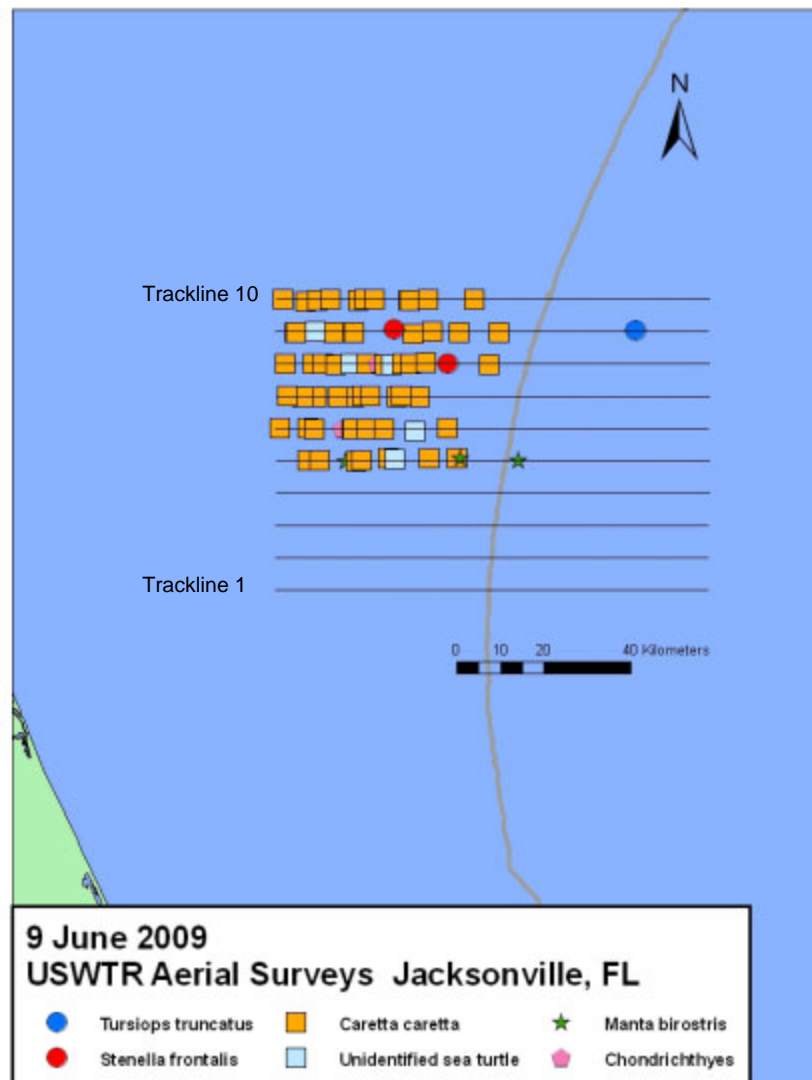 N
Trackline 10
Trackline 1
0 10 20 40 Kilometers
9 June 2009
USWTR Aerial Surveys Jacksonville, FL
Tursiops truncatus Caretta caretta Manta birostris
Stenella frontalis Unidentified sea turtle Chondrichthyes